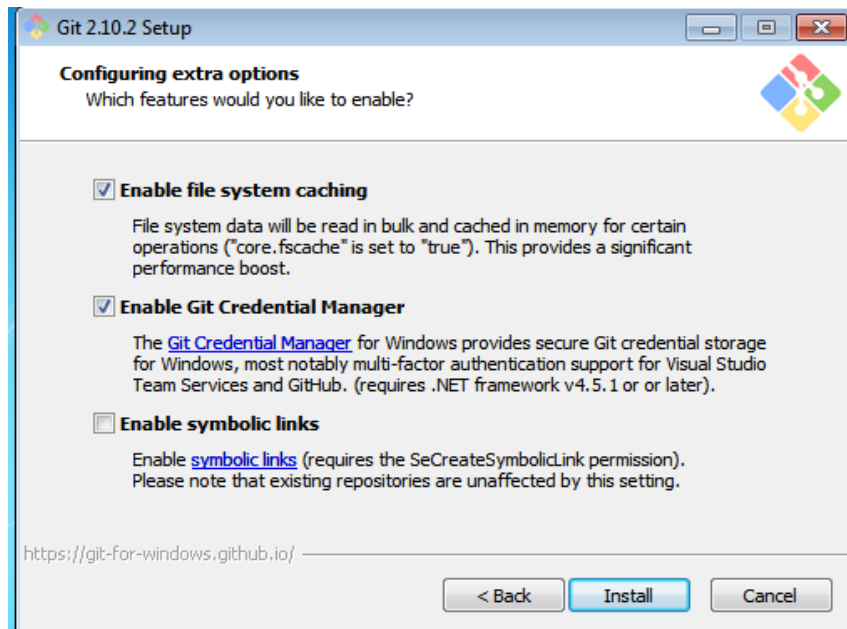 Git 2.10.2 Setup
Configuring extra options
Which features would you like to enable?
Enable file system caching
File system data will be read in bulk and cached in memory for certain
operations ("core.fscache" is set to "true"). This provides a significant
performance boost.
Enable Git Credential Manager
The Git Credential Manager for Windows provides secure Git credential storage
for Windows, most notably multi-factor authentication support for Visual Studio
Team Services and GitHub. (requires .NET framework v4.5.1 or or later).
Enable symbolic links
Enable symbolic links (requires the SeCreateSymbolicLink permission).
Please note that existing repositories are unaffected by this setting.
https://git-for-windows.github.io/
< Back Install Cancel